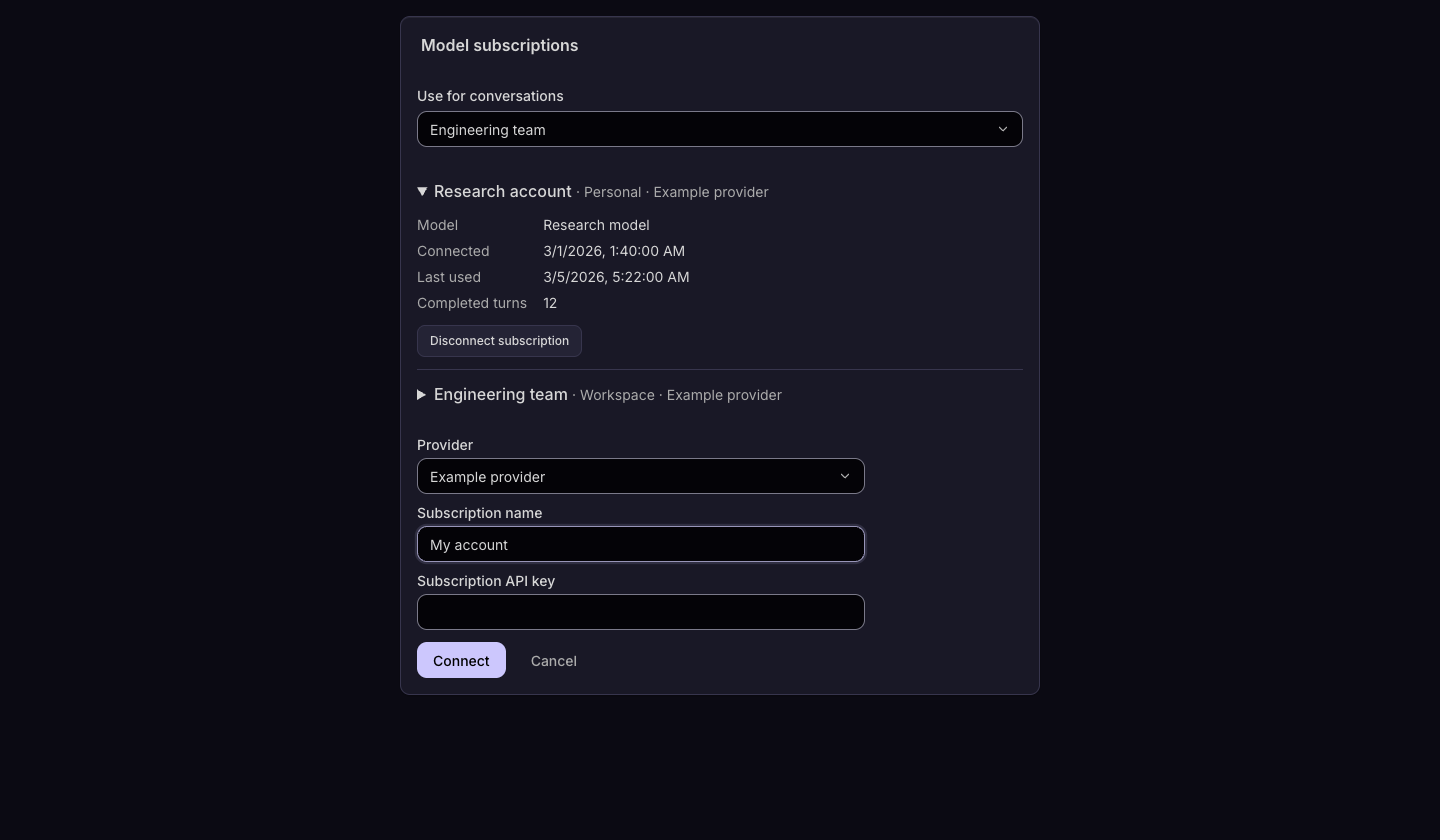 Model subscriptions
Use for conversations
Engineering team
Research account · Personal · Example provider
Model Research model
Connected 3/1/2026, 1:40:00 AM
Last used 3/5/2026, 5:22:00 AM
Completed turns 12
Disconnect subscription
Engineering team · Workspace · Example provider
Provider
Example provider
Subscription name
My account
Subscription API key
Connect Cancel